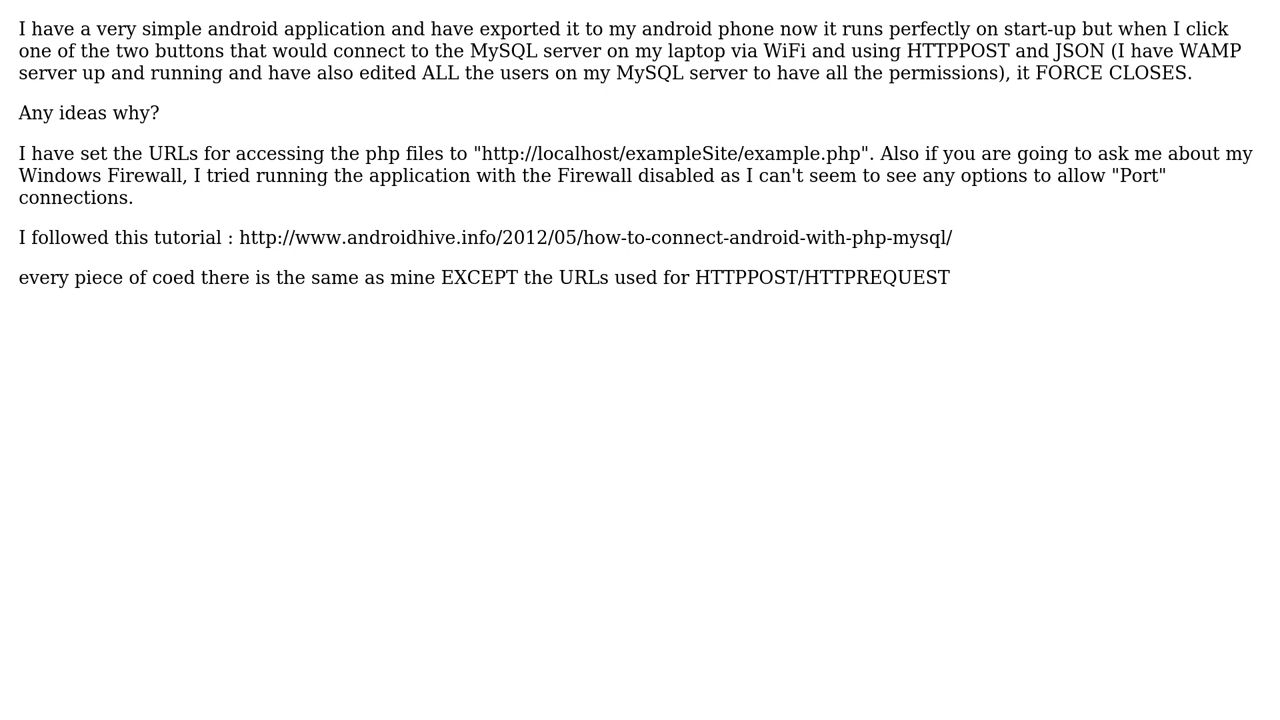 I have a very simple android application and have exported it to my android phone now it runs perfectly on start-up but when I click
one of the two buttons that would connect to the MySQL server on my laptop via WiFi and using HTTPPOST and JSON (I have WAMP
server up and running and have also edited ALL the users on my MySQL server to have all the permissions), it FORCE CLOSES.
Any ideas why?
I have set the URLs for accessing the php files to "http://localhost/exampleSite/example.php". Also if you are going to ask me about my
Windows Firewall, I tried running the application with the Firewall disabled as I can't seem to see any options to allow "Port"
connections.
I followed this tutorial : http://www.androidhive.info/2012/05/how-to-connect-android-with-php-mysql/
every piece of coed there is the same as mine EXCEPT the URLs used for HTTPPOST/HTTPREQUEST